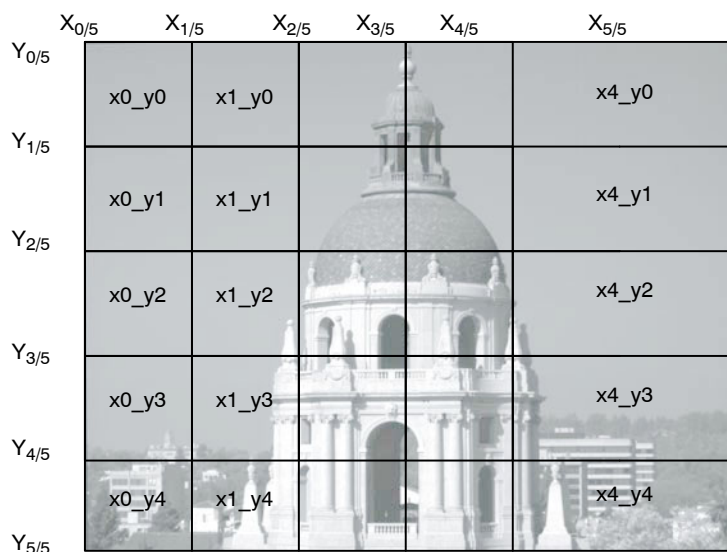 X0/5 X1/5 X2/5 X3/5 X4/5 X5/5
Y0/5
x0_y0 x1_y0 x4_y0
Y1/5
x0_y1 x1_y1 x4_y1
Y2/5
x0_y2 x1_y2 x4_y2
Y3/5
x0_y3 x1_y3 x4_y3
Y4/5
x0_y4 x1_y4 x4_y4
Y5/5